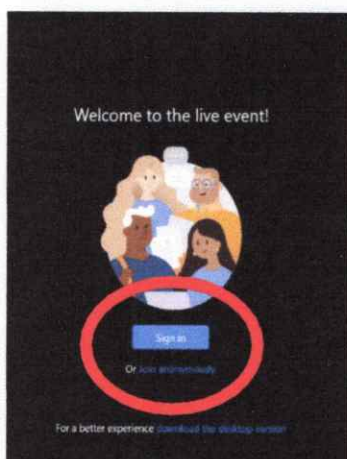 Welcome to the live event!
Sign in
Or Join anonymously
For a better experience download the desktop version